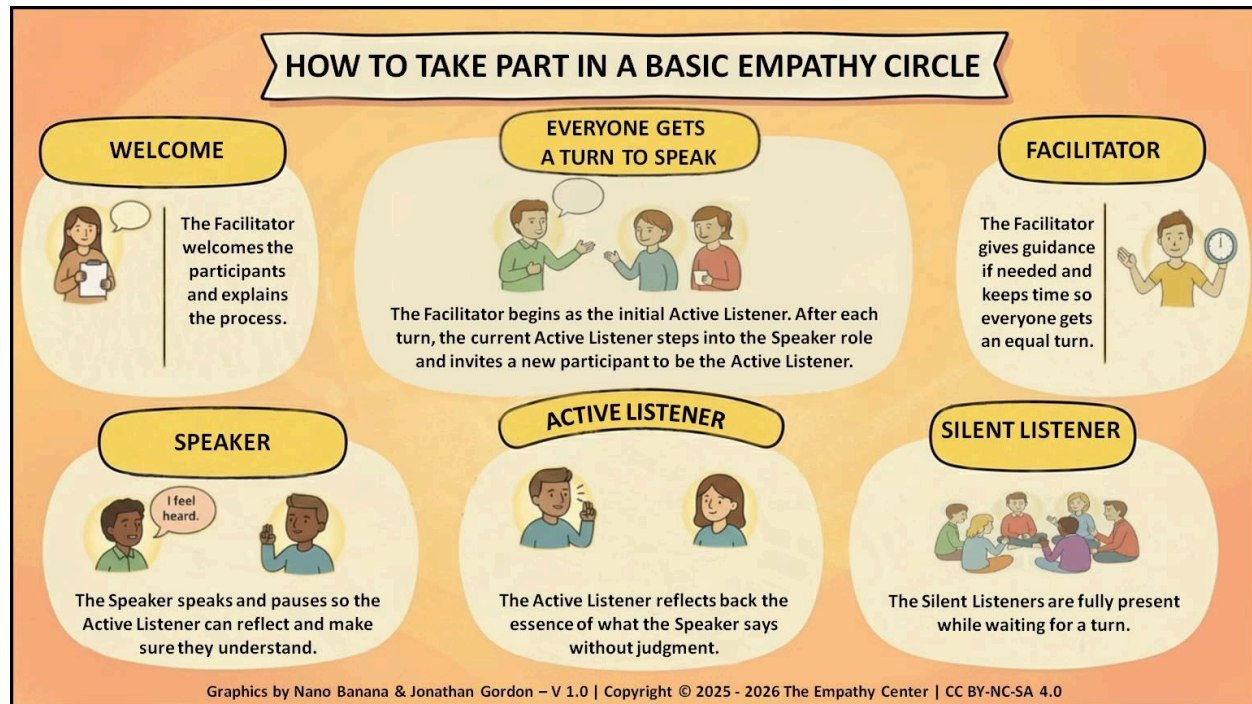 HOW TO TAKE PART IN A BASIC EMPATHY CIRCLE
WELCOME
The Facilitator
welcomes the
participants
and explains
the process.
EVERYONE GETS
A TURN TO SPEAK
The Facilitator begins as the initial Active Listener. After each
turn, the current Active Listener steps into the Speaker role
and invites a new participant to be the Active Listener.
FACILITATOR
The Facilitator
gives guidance
if needed and
keeps time so
everyone gets
an equal turn.
SPEAKER
I feel
heard.
The Speaker speaks and pauses so the
Active Listener can reflect and make
sure they understand.
ACTIVE LISTENER
The Active Listener reflects back the
essence of what the Speaker says
without judgment.
SILENT LISTENER
The Silent Listeners are fully present
while waiting for a turn.
Graphics by Nano Banana & Jonathan Gordon – V 1.0 | Copyright © 2025 - 2026 The Empathy Center | CC BY-NC-SA 4.0